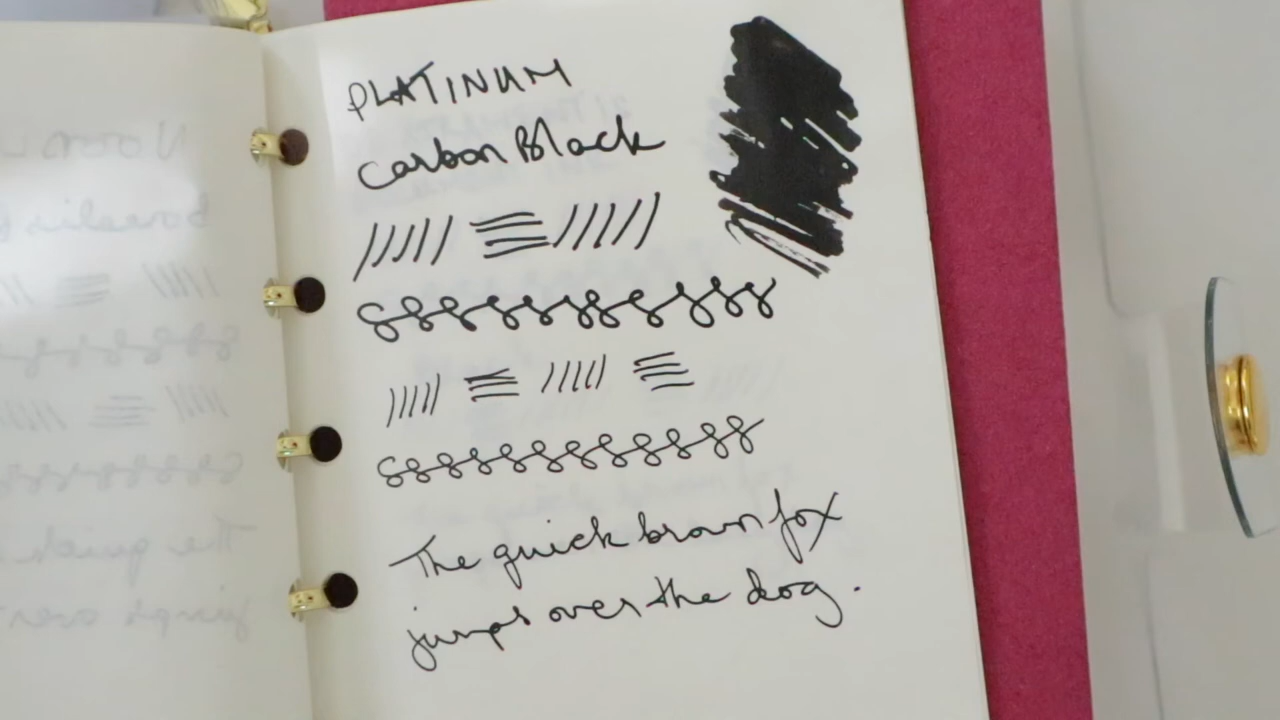 PLATINUM
Carbon Black
The quick brown fox
jumps over the dog.